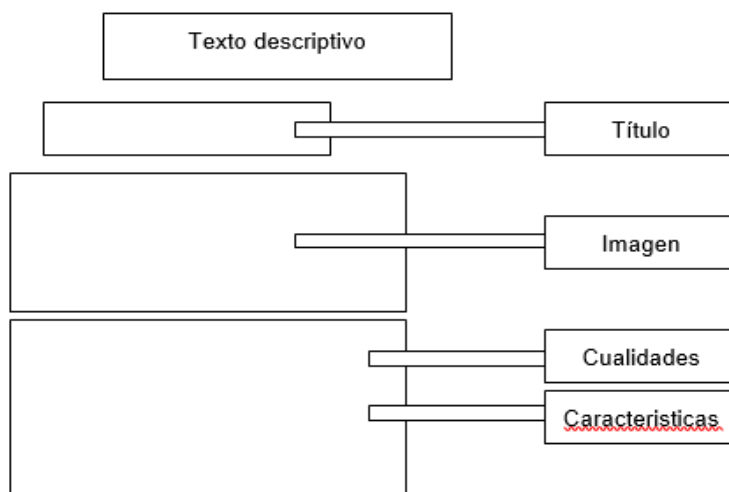 Texto descriptivo
Título
Imagen
Cualidades
Caracteristicas